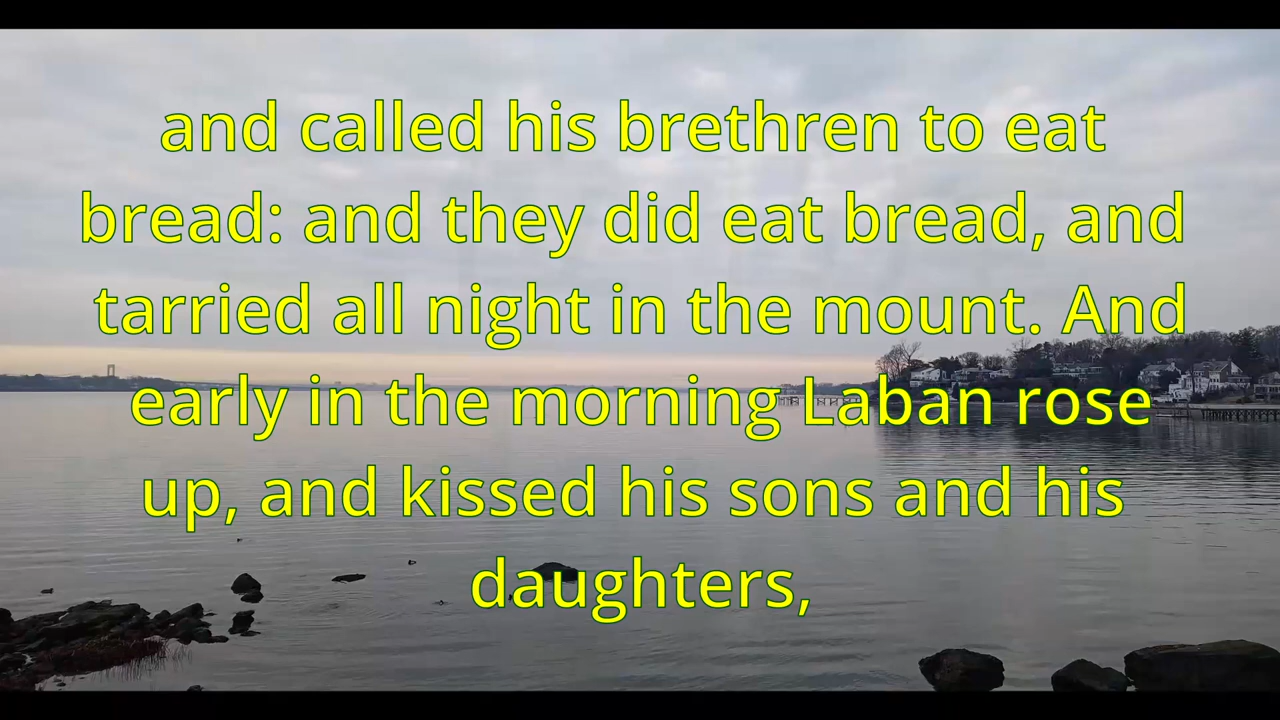 and called his brethren to eat
bread: and they did eat bread, and
tarried all night in the mount. And
early in the morning Laban rose
up, and kissed his sons and his
daughters,